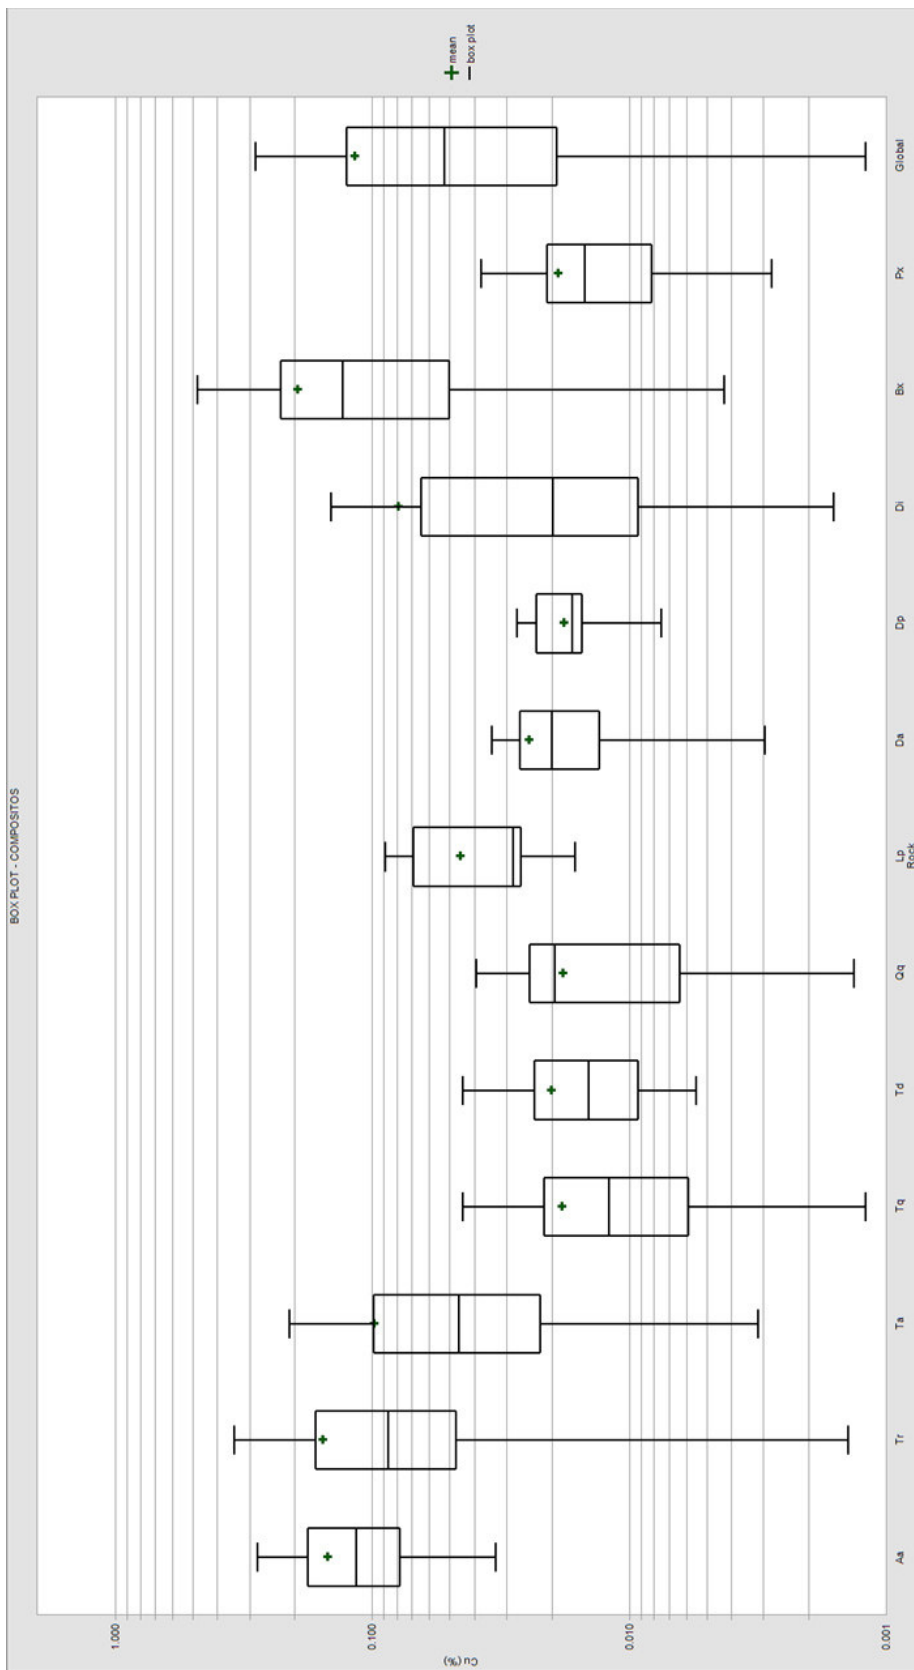 BOX PLOT - COMPOSITOS
Cu (%)
1.000
0.100
0.010
0.001
Aa Tr Ta Tq Td Qq Lp Da Dp Di Bx Px Global
Rock
mean
box plot